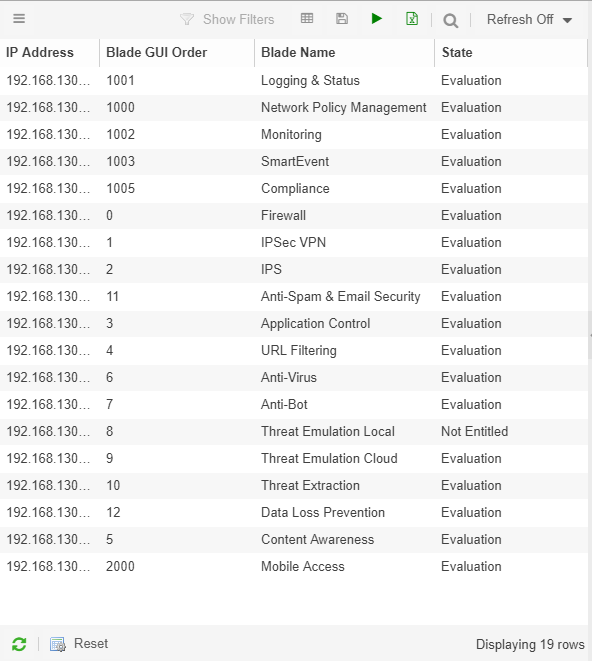 Show Filters Refresh Off
IP Address Blade GUI Order Blade Name State
192.168.130... 1001 Logging & Status Evaluation
192.168.130... 1000 Network Policy Management Evaluation
192.168.130... 1002 Monitoring Evaluation
192.168.130... 1003 SmartEvent Evaluation
192.168.130... 1005 Compliance Evaluation
192.168.130... 0 Firewall Evaluation
192.168.130... 1 IPSec VPN Evaluation
192.168.130... 2 IPS Evaluation
192.168.130... 11 Anti-Spam & Email Security Evaluation
192.168.130... 3 Application Control Evaluation
192.168.130... 4 URL Filtering Evaluation
192.168.130... 6 Anti-Virus Evaluation
192.168.130... 7 Anti-Bot Evaluation
192.168.130... 8 Threat Emulation Local Not Entitled
192.168.130... 9 Threat Emulation Cloud Evaluation
192.168.130... 10 Threat Extraction Evaluation
192.168.130... 12 Data Loss Prevention Evaluation
192.168.130... 5 Content Awareness Evaluation
192.168.130... 2000 Mobile Access Evaluation
Reset Displaying 19 rows